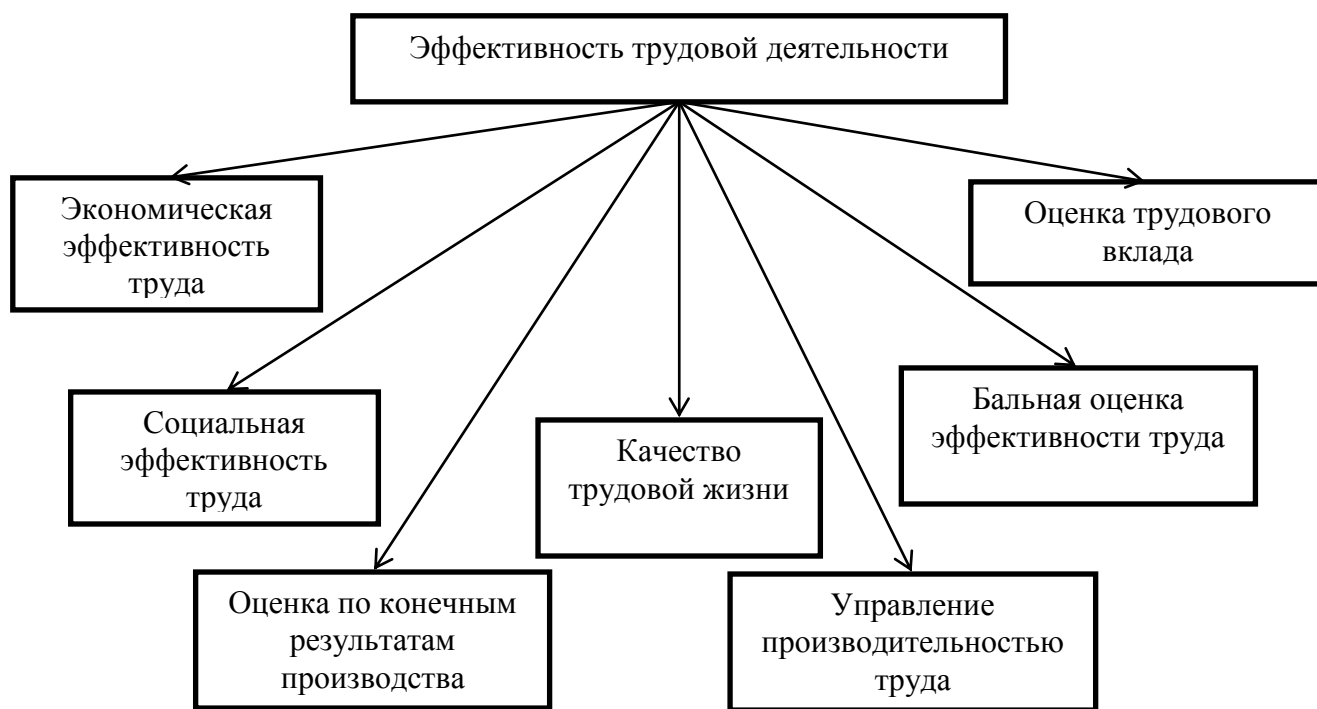 Эффективность трудовой деятельности
Экономическая
эффективность
труда
Оценка трудового
вклада
Социальная
эффективность
труда
Качество
трудовой жизни
Бальная оценка
эффективности труда
Оценка по конечным
результатам
производства
Управление
производительностью
труда